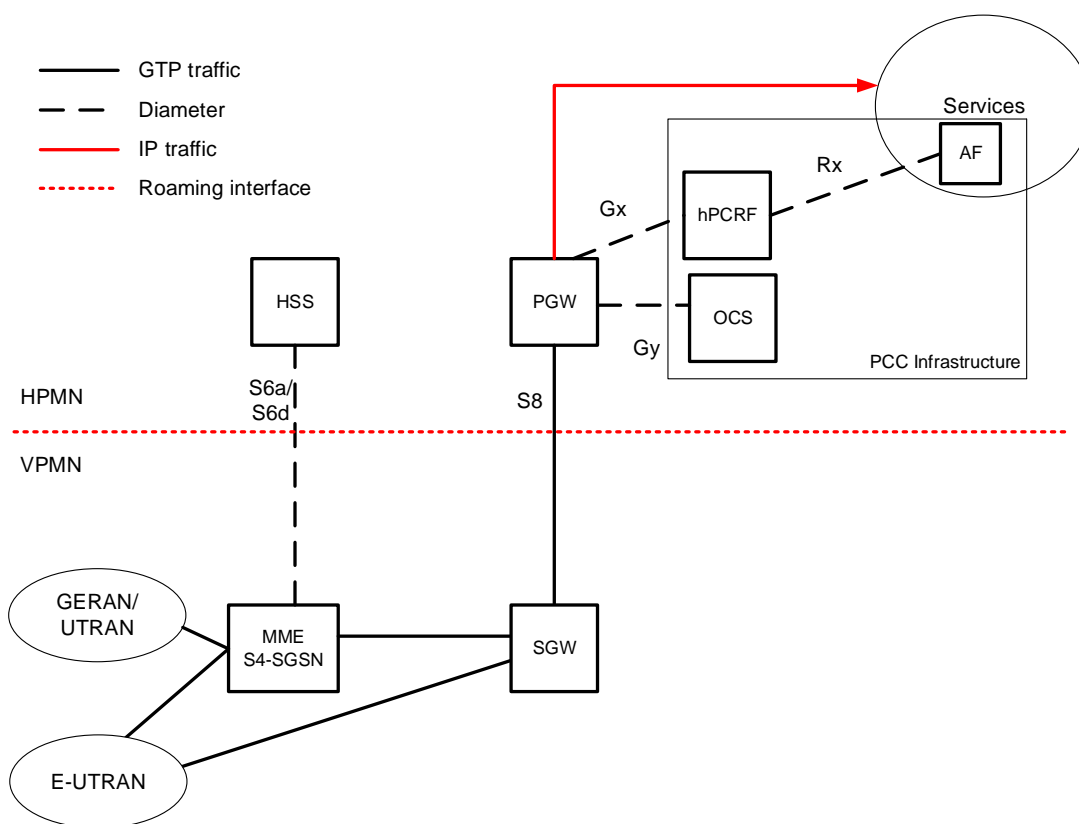 GTP traffic
Diameter
IP traffic
Roaming interface
Services
AF
Rx
hPCRF
Gx
HSS
PGW
OCS
Gy
PCC Infrastructure
S6a/
S6d
S8
HPMN
VPMN
GERAN/
UTRAN
MME
S4-SGSN
SGW
E-UTRAN